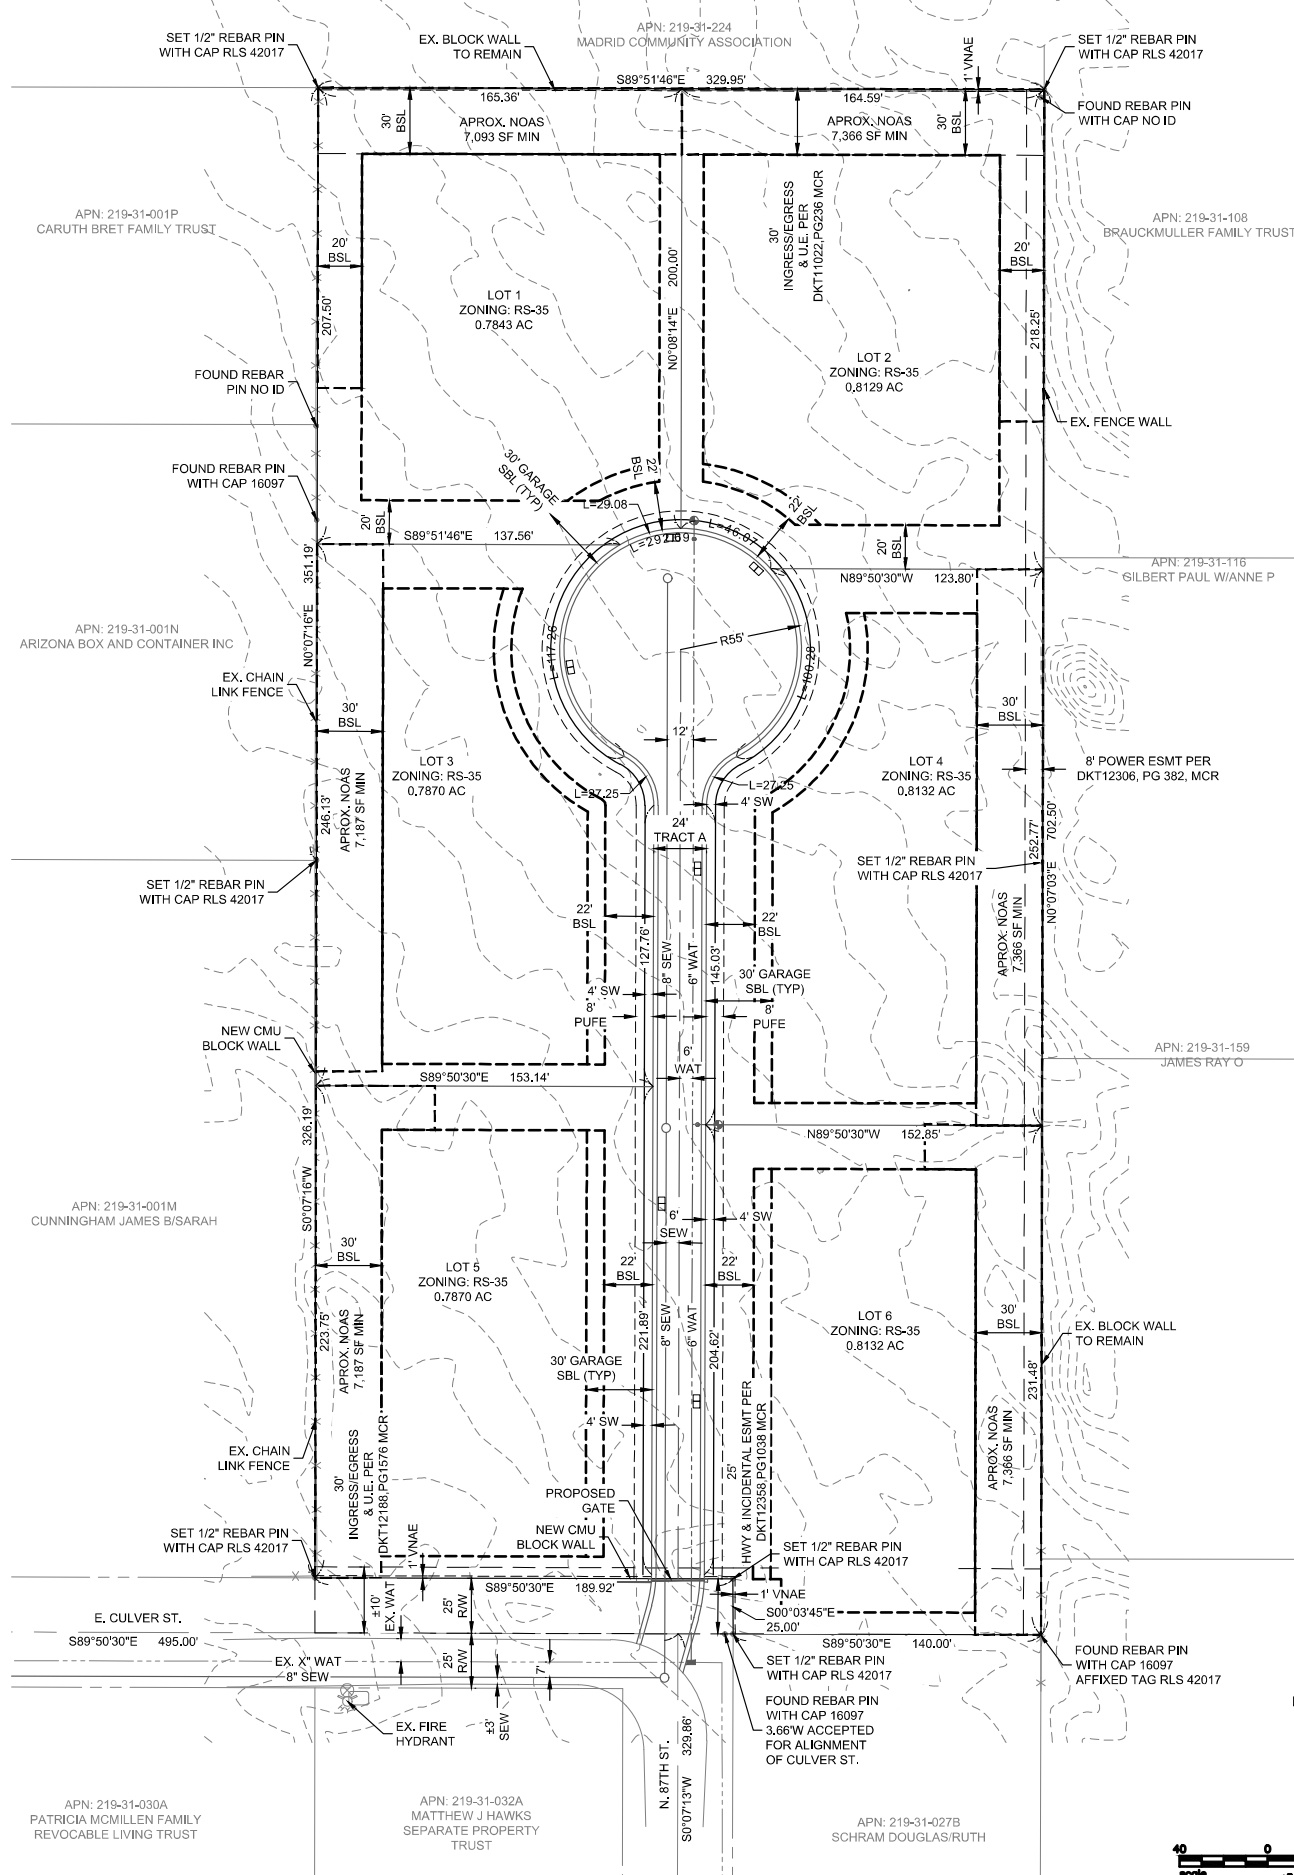 APN: 219-31-224
MADRID COMMUNITY ASSOCIATION
SET 1/2" REBAR PIN
WITH CAP RLS 42017
EX. BLOCK WALL
TO REMAIN
S89°51'46"E 329.95'
1' VNAE
SET 1/2" REBAR PIN
WITH CAP RLS 42017
165.36'
164.59'
FOUND REBAR PIN
WITH CAP NO ID
30'
BSL
APROX. NOAS
7,093 SF MIN
APROX. NOAS
7,366 SF MIN
30'
BSL
APN: 219-31-001P
CARUTH BRET FAMILY TRUST
APN: 219-31-108
BRAUCKMULLER FAMILY TRUST
20'
BSL
30'
INGRESS/EGRESS
& U.E. PER
DKT11022,PG236 MCR
20'
BSL
N0°08'14"E 200.00'
LOT 1
ZONING: RS-35
0.7843 AC
207.50'
218.25'
LOT 2
ZONING: RS-35
0.8129 AC
FOUND REBAR
PIN NO ID
EX. FENCE WALL
FOUND REBAR PIN
WITH CAP 16097
30' GARAGE
SBL (TYP)
22'
BSL
22'
BSL
L=29.08
L=46.07
20'
BSL
S89°51'46"E 137.56'
20'
BSL
N89°50'30"W 123.80'
APN: 219-31-116
GILBERT PAUL W/ANNE P
N0°07'16"E 351.19'
APN: 219-31-001N
ARIZONA BOX AND CONTAINER INC
R55'
L=117.26
L=100.28
EX. CHAIN
LINK FENCE
30'
BSL
12'
30'
BSL
LOT 3
ZONING: RS-35
0.7870 AC
LOT 4
ZONING: RS-35
0.8132 AC
8' POWER ESMT PER
DKT12306, PG 382, MCR
L=27.25
L=27.25
4' SW
246.13'
APROX. NOAS
7,187 SF MIN
24'
TRACT A
252.77'
N0°07'03"E 702.50'
SET 1/2" REBAR PIN
WITH CAP RLS 42017
SET 1/2" REBAR PIN
WITH CAP RLS 42017
22'
BSL
22'
BSL
127.76'
8" SEW
6" WAT
145.03'
APROX. NOAS
7,366 SF MIN
4' SW
30' GARAGE
SBL (TYP)
8'
PUFE
8'
PUFE
NEW CMU
BLOCK WALL
6'
WAT
APN: 219-31-159
JAMES RAY O
S89°50'30"E 153.14'
N89°50'30"W 152.85'
S0°07'16"W 326.19'
APN: 219-31-001M
CUNNINGHAM JAMES B/SARAH
6'
SEW
4' SW
30'
BSL
22'
BSL
22'
BSL
LOT 5
ZONING: RS-35
0.7870 AC
LOT 6
ZONING: RS-35
0.8132 AC
30'
BSL
EX. BLOCK WALL
TO REMAIN
223.75'
APROX. NOAS
7,187 SF MIN
221.89'
8" SEW
6" WAT
204.62'
231.48'
30' GARAGE
SBL (TYP)
4' SW
APROX. NOAS
7,366 SF MIN
EX. CHAIN
LINK FENCE
30'
INGRESS/EGRESS
& U.E. PER
DKT12188,PG1576 MCR
25'
HWY & INCIDENTAL ESMT PER
DKT12358,PG1038 MCR
PROPOSED
GATE
NEW CMU
BLOCK WALL
SET 1/2" REBAR PIN
WITH CAP RLS 42017
1' VNAE
SET 1/2" REBAR PIN
WITH CAP RLS 42017
S89°50'30"E 189.92'
1' VNAE
S00°03'45"E
25.00'
±10'
EX. WAT
25'
R/W
E. CULVER ST.
S89°50'30"E 495.00'
S89°50'30"E 140.00'
EX. X" WAT
8" SEW
25'
R/W
7'
SET 1/2" REBAR PIN
WITH CAP RLS 42017
FOUND REBAR PIN
WITH CAP 16097
AFFIXED TAG RLS 42017
FOUND REBAR PIN
WITH CAP 16097
3.66'W ACCEPTED
FOR ALIGNMENT
OF CULVER ST.
±3'
SEW
EX. FIRE
HYDRANT
N. 87TH ST.
S0°07'13"W 329.86'
APN: 219-31-030A
PATRICIA MCMILLEN FAMILY
REVOCABLE LIVING TRUST
APN: 219-31-032A
MATTHEW J HAWKS
SEPARATE PROPERTY
TRUST
APN: 219-31-027B
SCHRAM DOUGLAS/RUTH
40 0